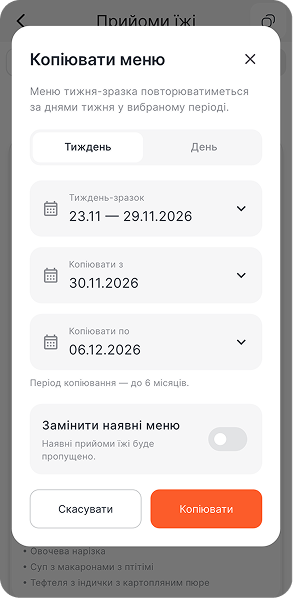 Прийоми їжі
Копіювати меню
Меню тижня-зразка повторюватиметься
за днями тижня у вибраному періоді.
Тиждень
День
Тиждень-зразок
23.11 — 29.11.2026
Копіювати з
30.11.2026
Копіювати по
06.12.2026
Період копіювання — до 6 місяців.
Замінити наявні меню
Наявні прийоми їжі буде
пропущено.
Скасувати
Копіювати
• Овочева нарізка
• Суп з макаронами з птітімі
• Тефтеля з індички з картопляним пюре